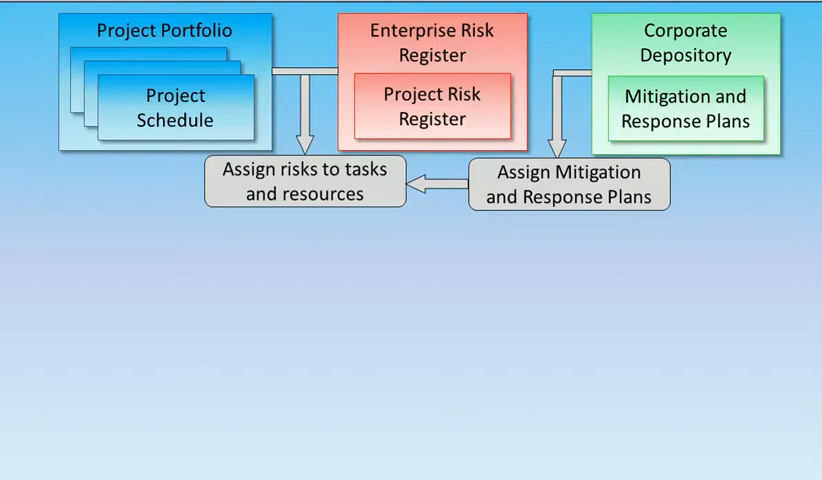 Project Portfolio
Project
Schedule
Enterprise Risk
Register
Project Risk
Register
Corporate
Depository
Mitigation and
Response Plans
Assign risks to tasks
and resources
Assign Mitigation
and Response Plans